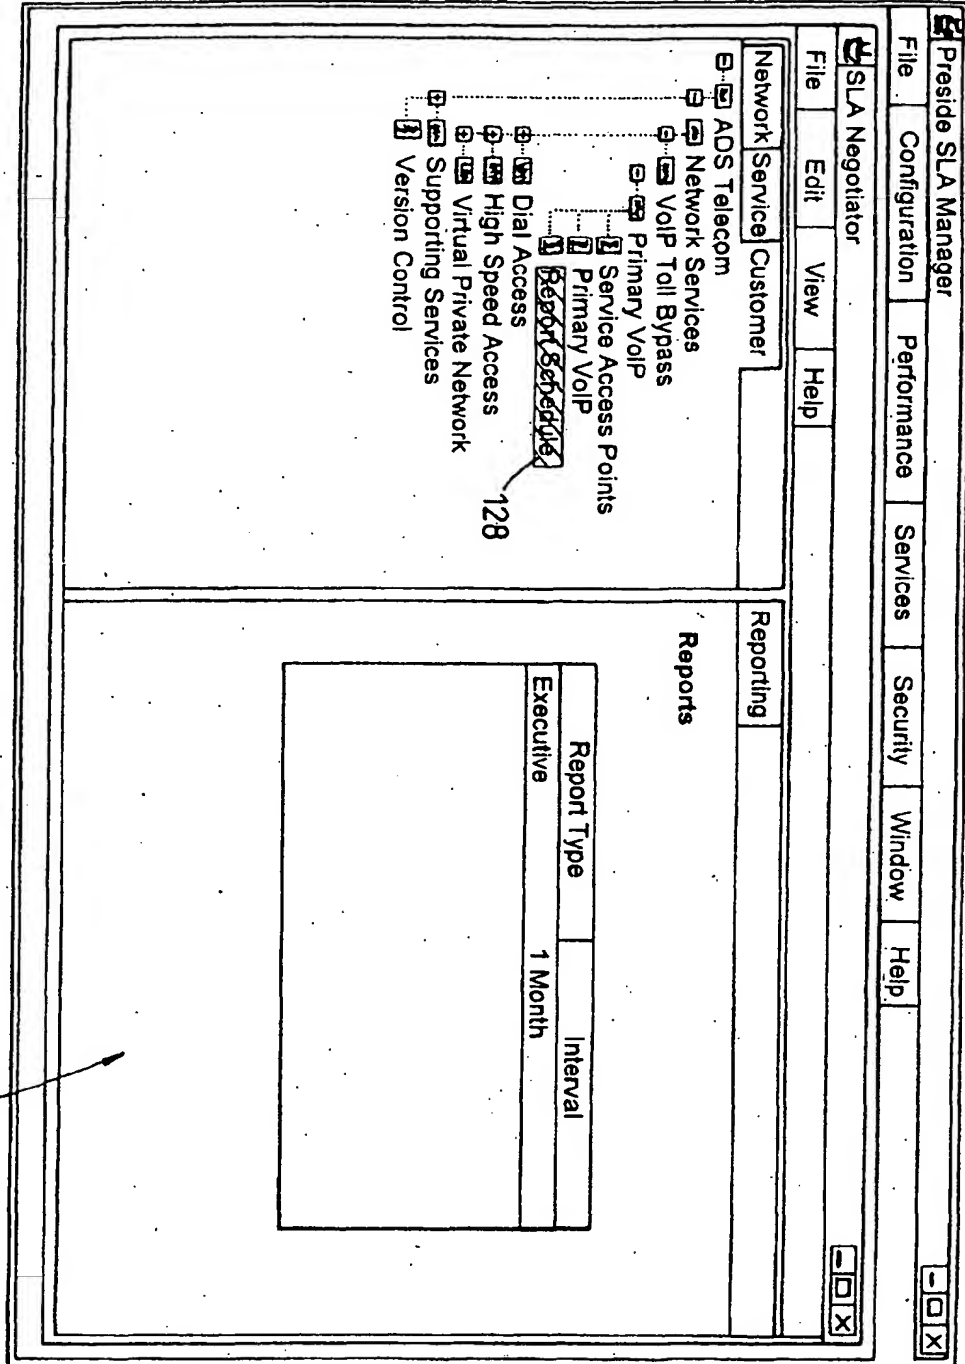 Preside SLA Manager
File Configuration Performance Services Security Window Help
SLA Negotiator
File Edit View Help
Network Service Customer
ADS Telecom
Network Services
VoIP Toll Bypass
Primary VoIP
Service Access Points
Primary VoIP
Report Schedule
128
Dial Access
High Speed Access
Virtual Private Network
Supporting Services
Version Control
Reporting
Reports
Report Type Interval
Executive 1 Month